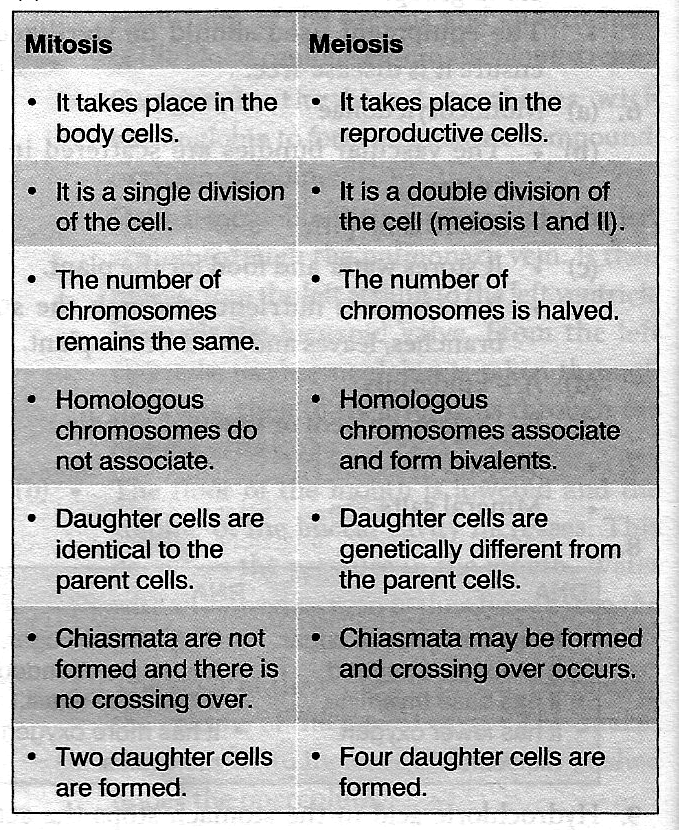 Mitosis
Meiosis
• It takes place in the
body cells.
• It takes place in the
reproductive cells.
• It is a single division
of the cell.
• It is a double division of
the cell (meiosis I and II).
• The number of
chromosomes
remains the same.
• The number of
chromosomes is halved.
• Homologous
chromosomes do
not associate.
• Homologous
chromosomes associate
and form bivalents.
• Daughter cells are
identical to the
parent cells.
• Daughter cells are
genetically different from
the parent cells.
• Chiasmata are not
formed and there is
no crossing over.
• Chiasmata may be formed
and crossing over occurs.
• Two daughter cells
are formed.
• Four daughter cells are
formed.